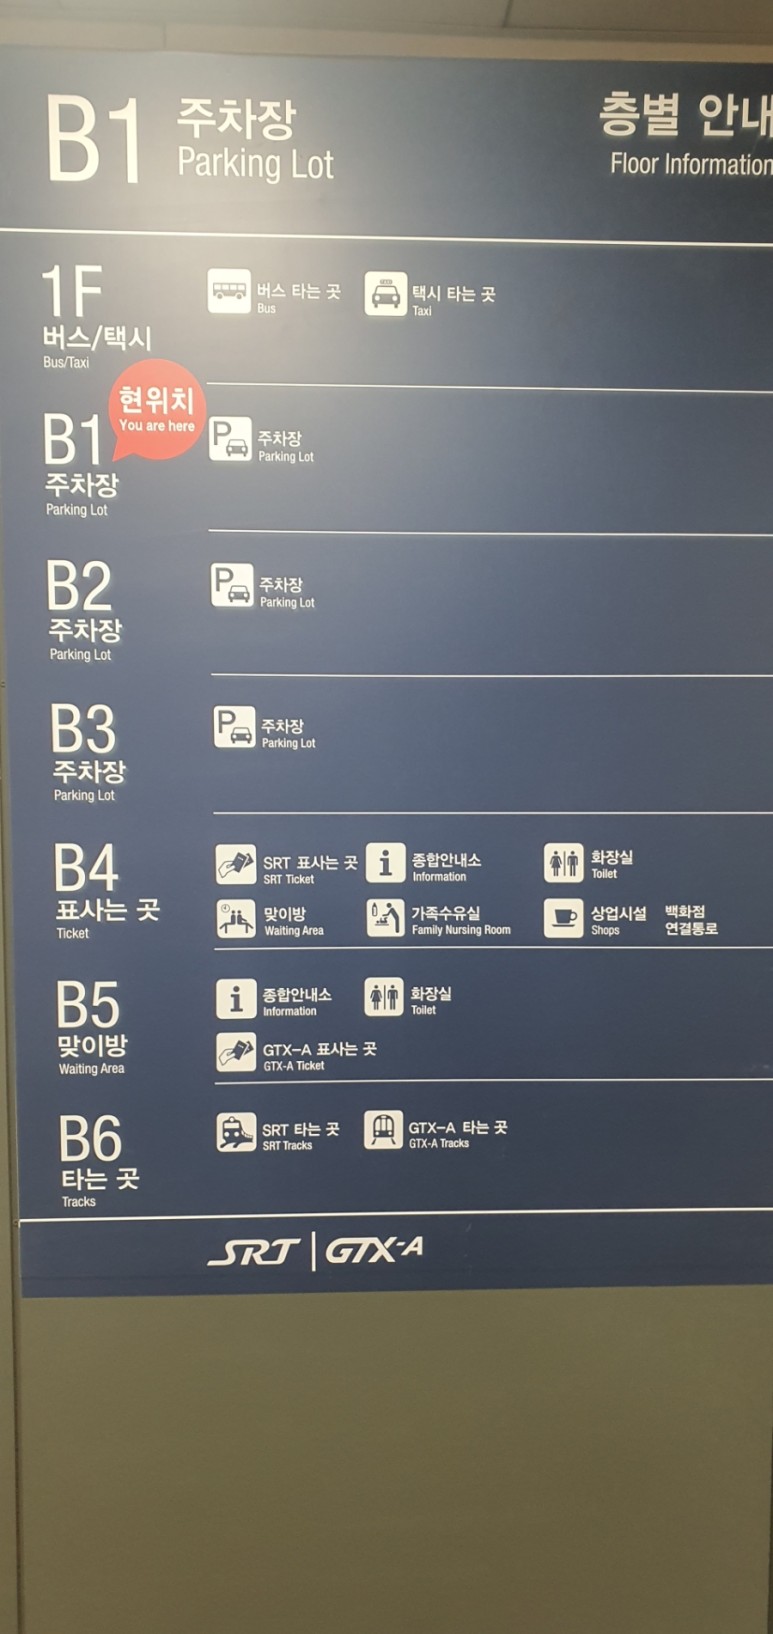 B1 주차장
Parking Lot
층별 안내
Floor Information
1F
버스/택시
Bus/Taxi
버스 타는 곳
Bus
택시 타는 곳
TAXI
Taxi
현위치
You are here
B1
주차장
Parking Lot
P
주차장
Parking Lot
B2
주차장
Parking Lot
P
주차장
Parking Lot
B3
주차장
Parking Lot
P
주차장
Parking Lot
B4
표사는 곳
Ticket
SRT 표사는 곳
SRT Ticket
i
종합안내소
Information
화장실
Toilet
맞이방
Waiting Area
가족수유실
Family Nursing Room
상업시설
Shops
백화점
연결통로
B5
맞이방
Waiting Area
i
종합안내소
Information
화장실
Toilet
GTX-A 표사는 곳
GTX-A Ticket
B6
타는 곳
Tracks
SRT 타는 곳
SRT Tracks
GTX-A 타는 곳
GTX-A Tracks
SRT | GTX-A